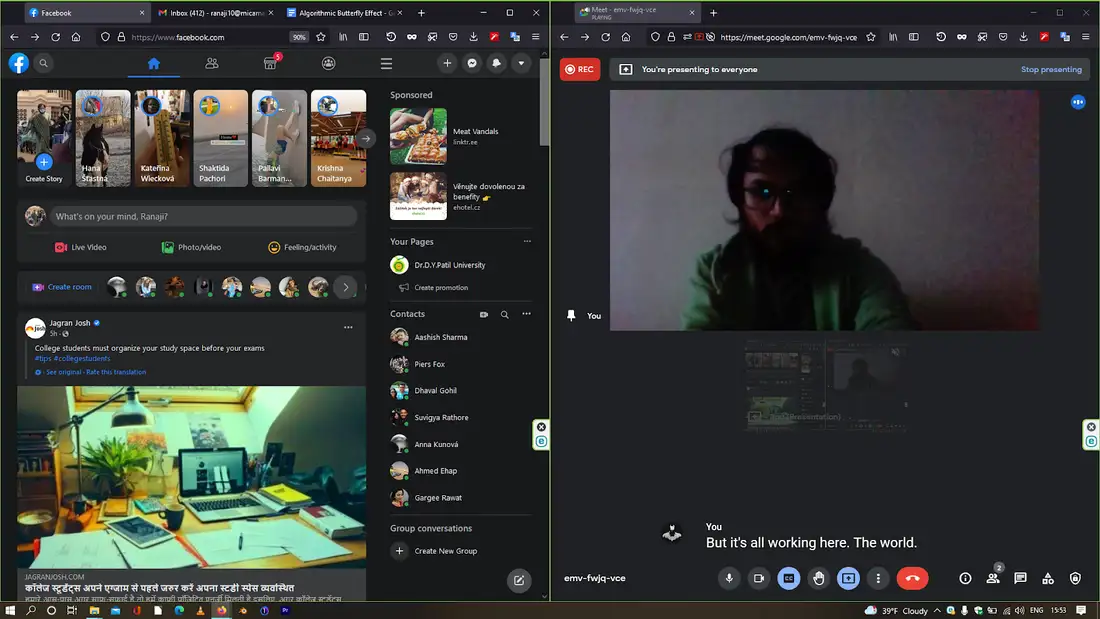 Facebook
Inbox (412) - ranaji10@micam
Algorithmic Butterfly Effect - G
https://www.facebook.com
90%
5
Create Story
Hana
Šťastná
Kateřina
Wiecková
Shaktida
Pachori
Pallavi
Barman...
Krishna
Chaitanya
What's on your mind, Ranaji?
Live Video
Photo/video
Feeling/activity
Create room
Jagran Josh
5h
College students must organize your study space before your exams
#tips #collegestudents
See original · Rate this translation
JAGRANJOSH.COM
कॉलेज स्टूडेंट्स अपने एग्जाम से पहले जरुर करें अपना स्टडी स्पेस व्यवस्थित
Sponsored
Meat Vandals
linktr.ee
Věnujte dovolenou za
benefity
ehotel.cz
Your Pages
Dr.D.Y.Patil University
Create promotion
Contacts
Aashish Sharma
Piers Fox
Dhaval Gohil
Suvigya Rathore
Anna Kunová
Ahmed Ehap
Gargee Rawat
Group conversations
Create New Group
Meet - emv-fwjq-vce
PLAYING
https://meet.google.com/emv-fwjq-vce
REC
You're presenting to everyone
Stop presenting
You
You
But it's all working here. The world.
emv-fwjq-vce
2
39°F Cloudy
ENG
15:53